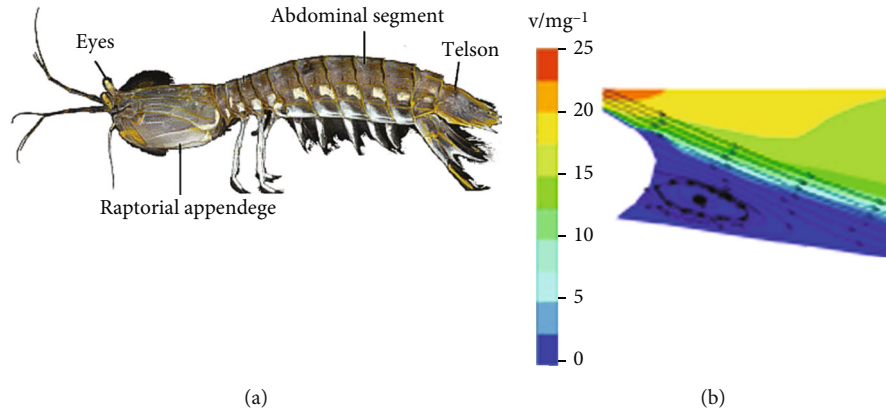 Abdominal segment
Eyes
Telson
Raptorial appendege
(a)
v/mg⁻¹
25
20
15
10
5
0
(b)